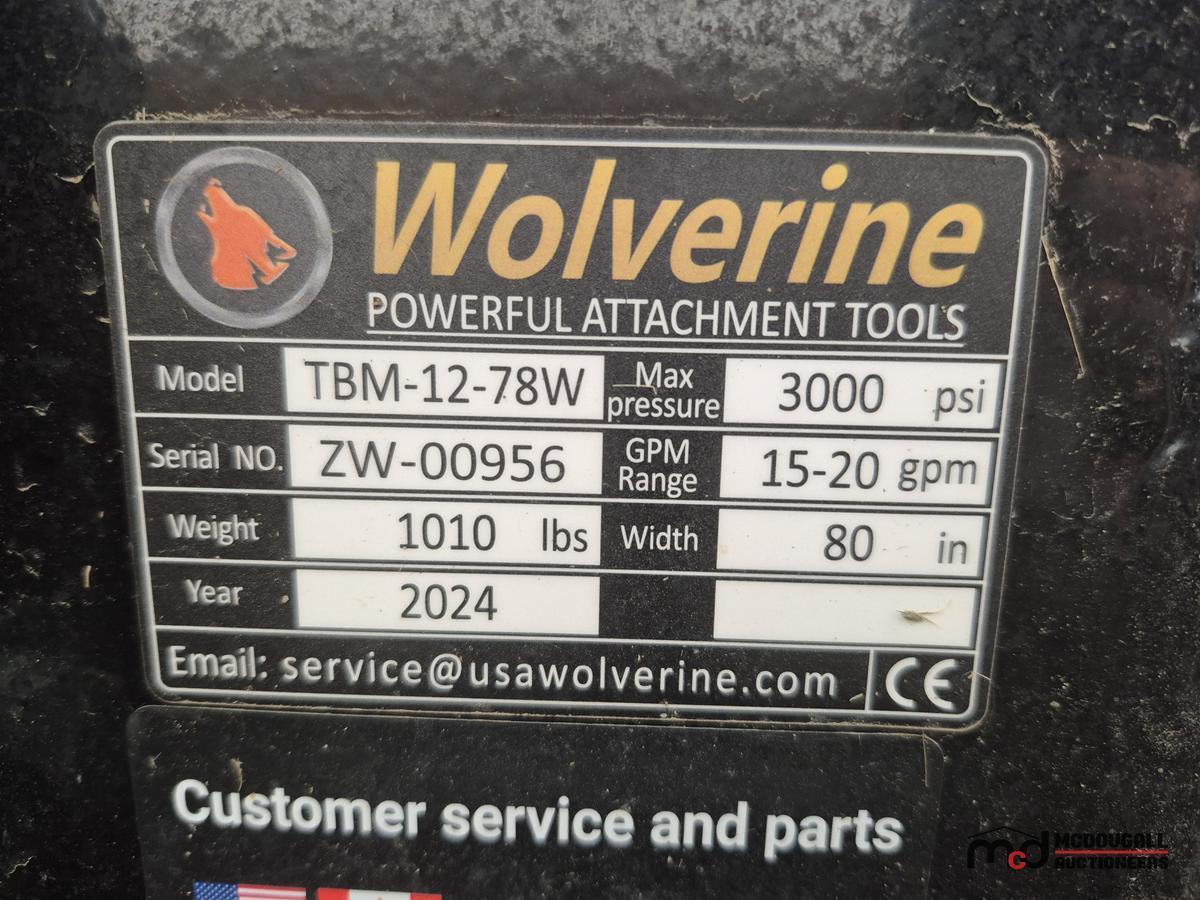 Wolverine
POWERFUL ATTACHMENT TOOLS
Model TBM-12-78W Max pressure 3000 psi
Serial NO. ZW-00956 GPM Range 15-20 gpm
Weight 1010 lbs Width 80 in
Year 2024
Email: service@usawolverine.com CE
Customer service and parts
mcd MCDOUGALL
AUCTIONEERS